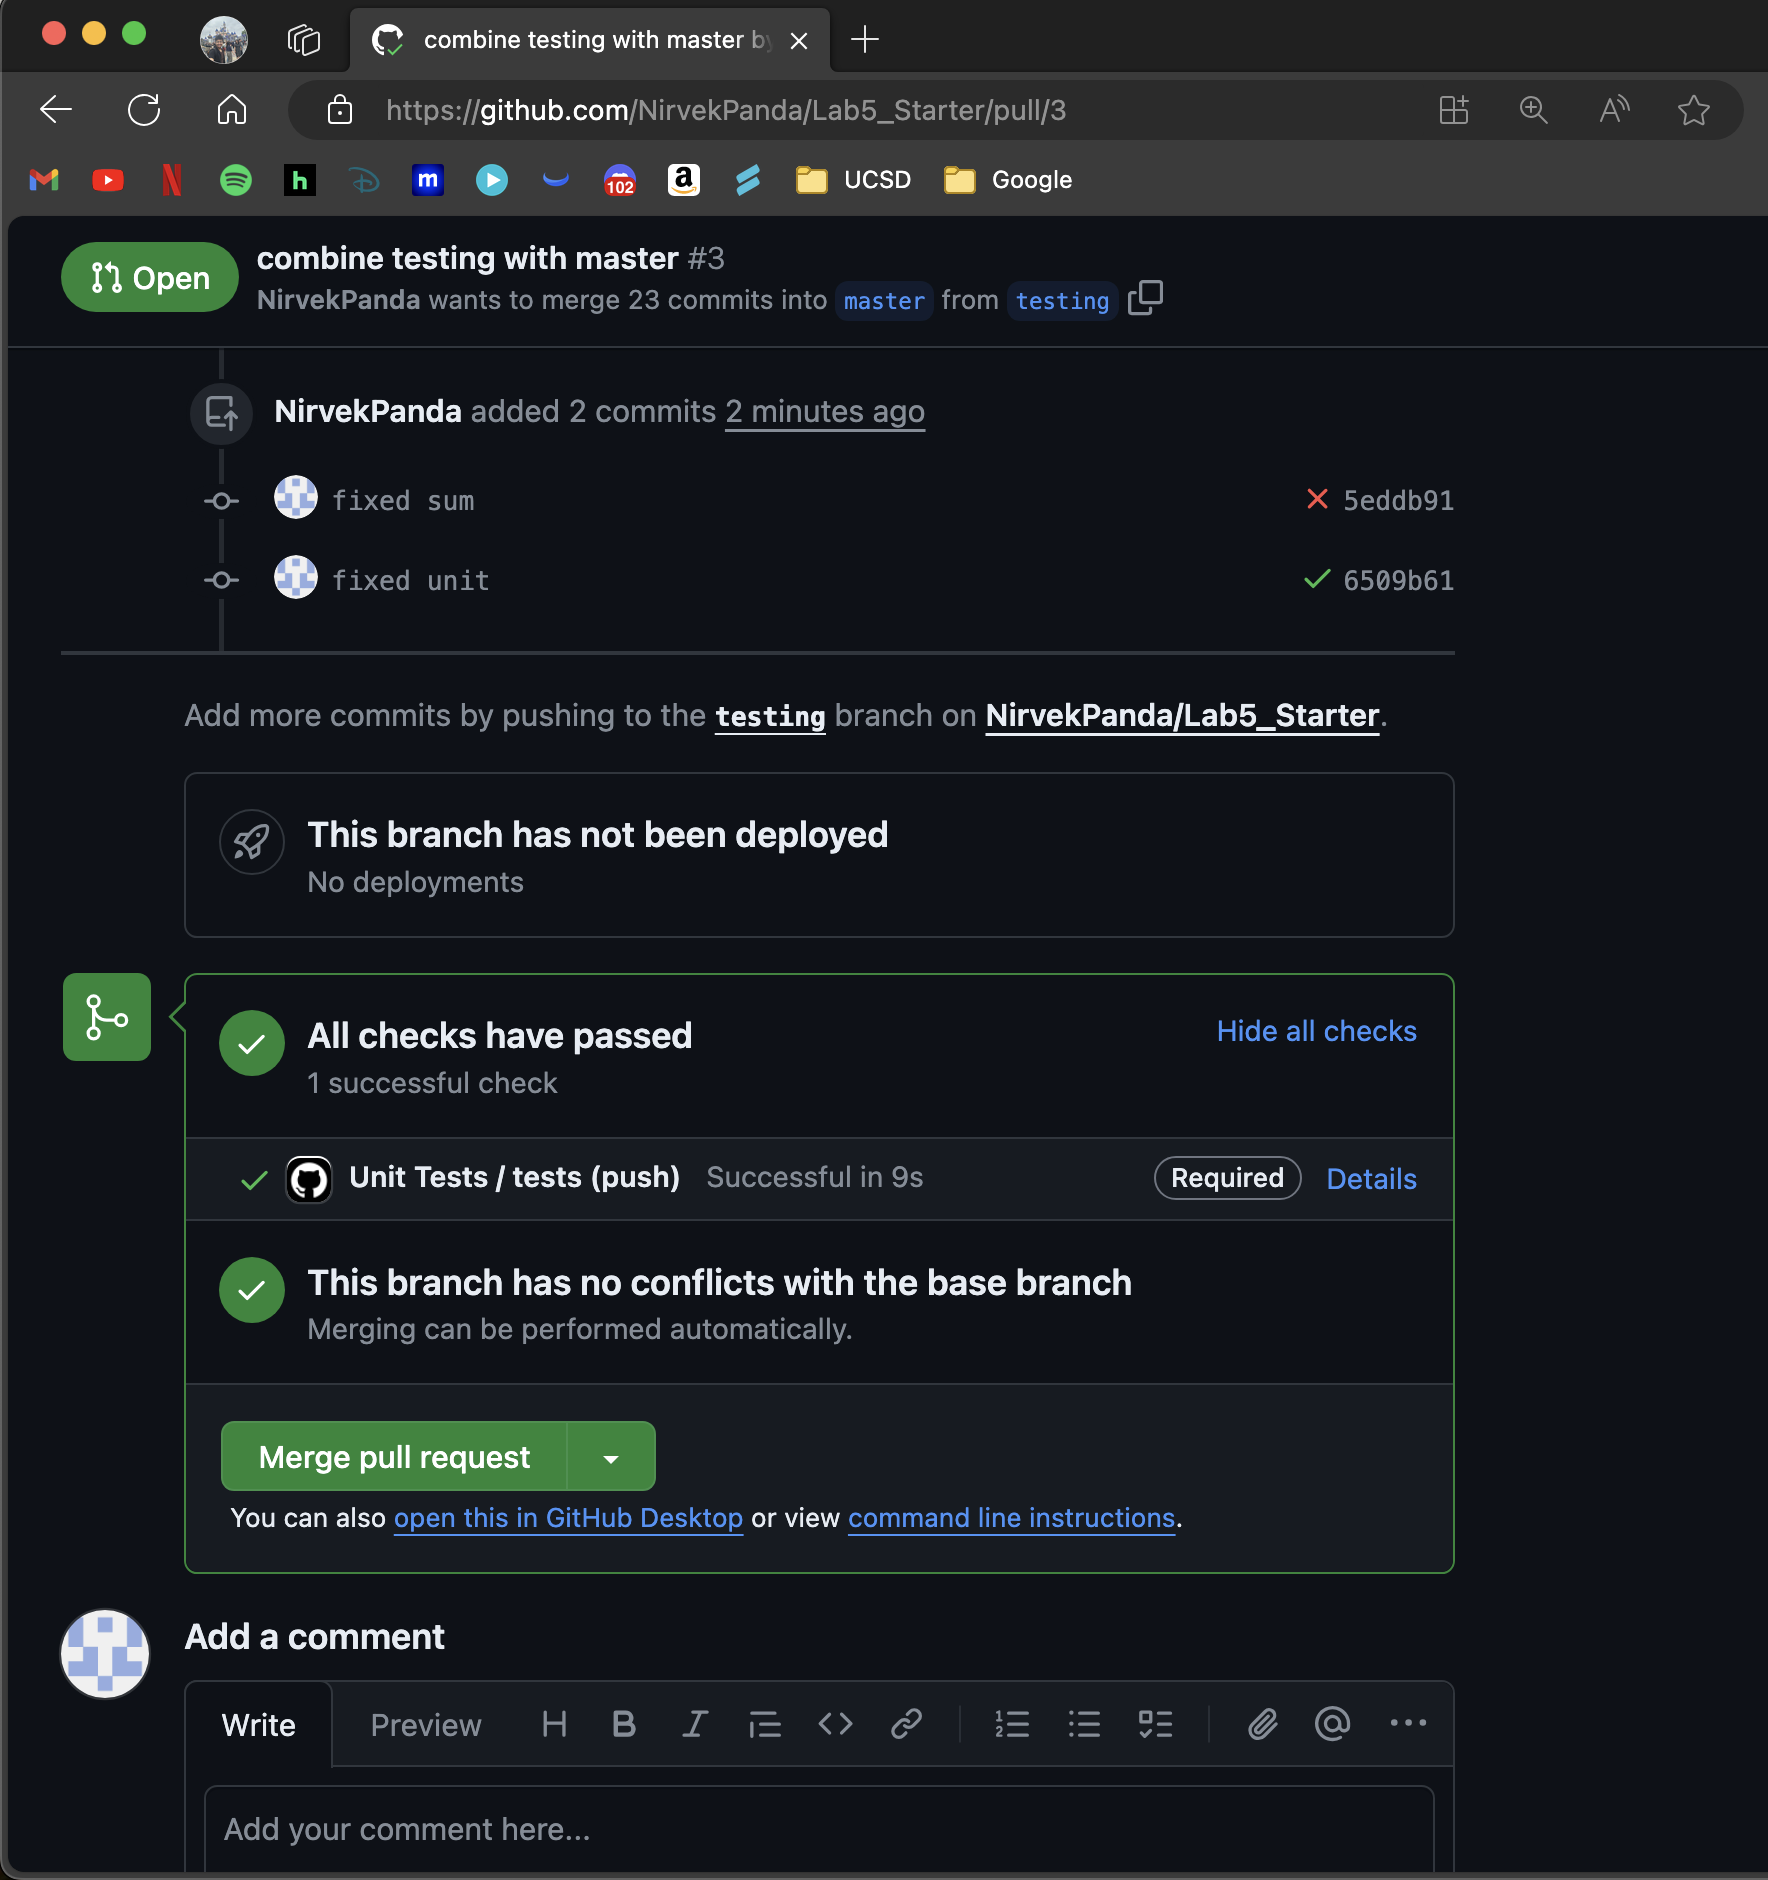 combine testing with master by
https://github.com/NirvekPanda/Lab5_Starter/pull/3
h m 102 a UCSD Google
Open
combine testing with master #3
NirvekPanda wants to merge 23 commits into master from testing
NirvekPanda added 2 commits 2 minutes ago
fixed sum 5eddb91
fixed unit 6509b61
Add more commits by pushing to the testing branch on NirvekPanda/Lab5_Starter.
This branch has not been deployed
No deployments
All checks have passed Hide all checks
1 successful check
Unit Tests / tests (push) Successful in 9s Required Details
This branch has no conflicts with the base branch
Merging can be performed automatically.
Merge pull request
You can also open this in GitHub Desktop or view command line instructions.
Add a comment
Write Preview
Add your comment here...